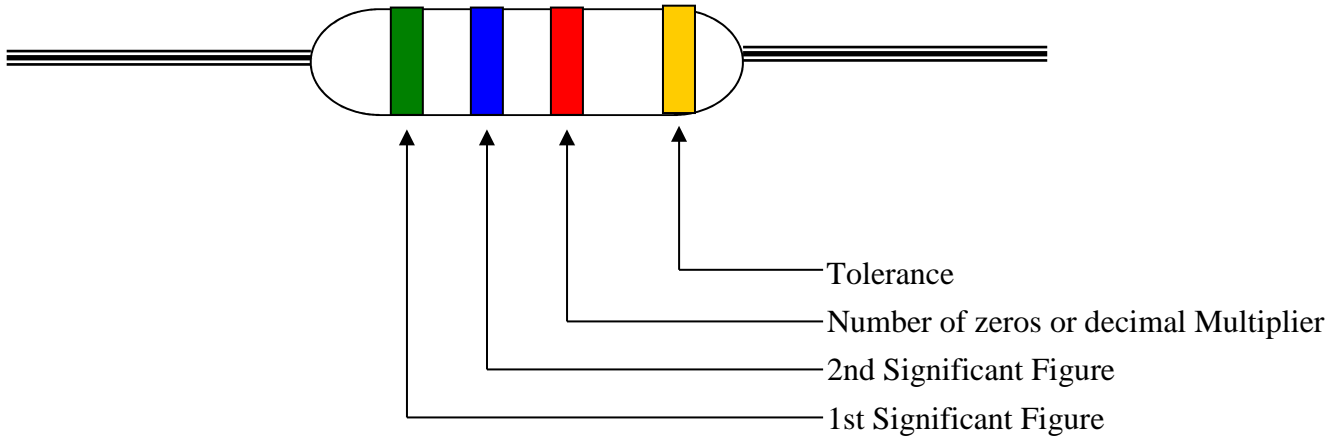 Tolerance
Number of zeros or decimal Multiplier
2nd Significant Figure
1st Significant Figure